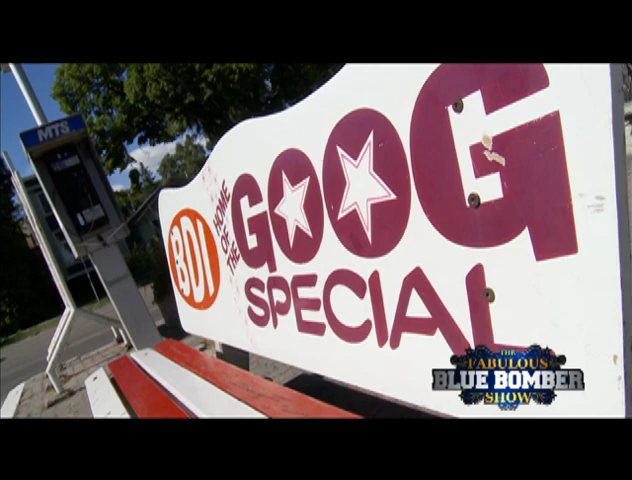 MTS
BDI
HOME
OF THE
GOOG
SPECIAL
THE
FABULOUS
BLUE BOMBER
SHOW